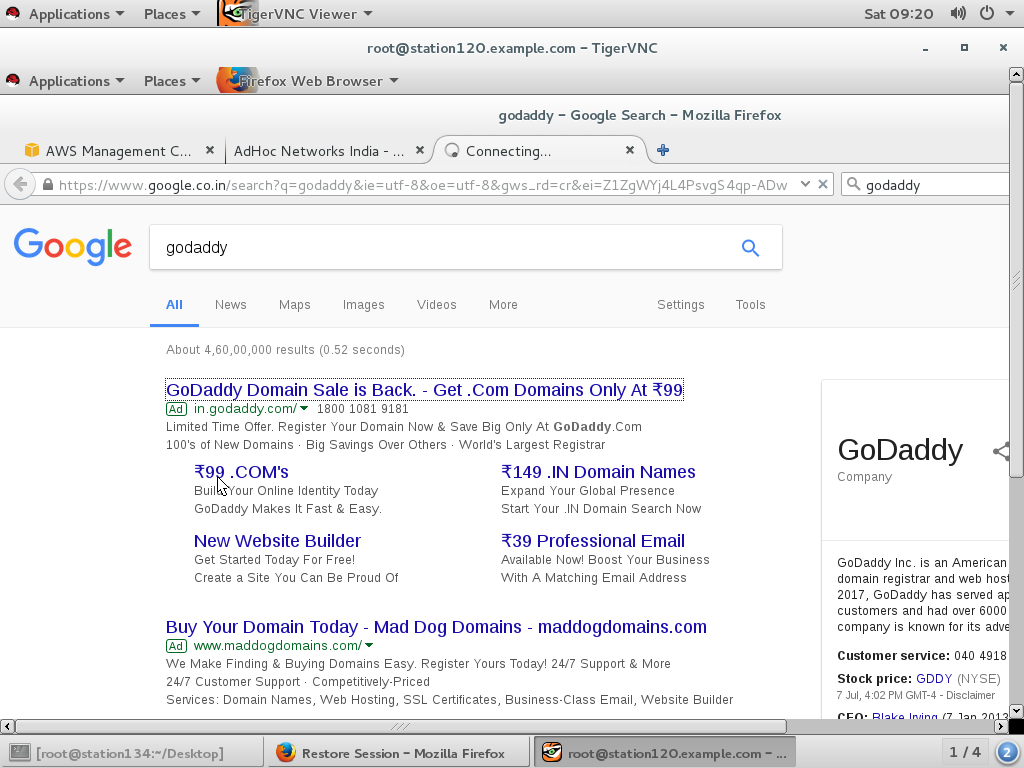 Applications Places TigerVNC Viewer Sat 09:20
root@station120.example.com – TigerVNC
Applications Places Firefox Web Browser
godaddy – Google Search – Mozilla Firefox
AWS Management C... AdHoc Networks India - ... Connecting...
https://www.google.co.in/search?q=godaddy&ie=utf-8&oe=utf-8&gws_rd=cr&ei=Z1ZgWYj4L4PsvgS4qp-ADw godaddy
Google godaddy
All News Maps Images Videos More Settings Tools
About 4,60,00,000 results (0.52 seconds)
GoDaddy Domain Sale is Back. - Get .Com Domains Only At ₹99
Ad in.godaddy.com/ 1800 1081 9181
Limited Time Offer. Register Your Domain Now & Save Big Only At GoDaddy.Com
100's of New Domains · Big Savings Over Others · World's Largest Registrar
₹99 .COM's
Build Your Online Identity Today
GoDaddy Makes It Fast & Easy.
₹149 .IN Domain Names
Expand Your Global Presence
Start Your .IN Domain Search Now
New Website Builder
Get Started Today For Free!
Create a Site You Can Be Proud Of
₹39 Professional Email
Available Now! Boost Your Business
With A Matching Email Address
Buy Your Domain Today - Mad Dog Domains - maddogdomains.com
Ad www.maddogdomains.com/
We Make Finding & Buying Domains Easy. Register Yours Today! 24/7 Support & More
24/7 Customer Support · Competitively-Priced
Services: Domain Names, Web Hosting, SSL Certificates, Business-Class Email, Website Builder
GoDaddy
Company
GoDaddy Inc. is an American
domain registrar and web host
2017, GoDaddy has served ap
customers and had over 6000
company is known for its adve
Customer service: 040 4918
Stock price: GDDY (NYSE)
7 Jul, 4:02 PM GMT-4 - Disclaimer
CEO: Blake Irving (7 Jan 2013
[root@station134:~/Desktop] Restore Session – Mozilla Firefox root@station120.example.com – ... 1 / 4 2